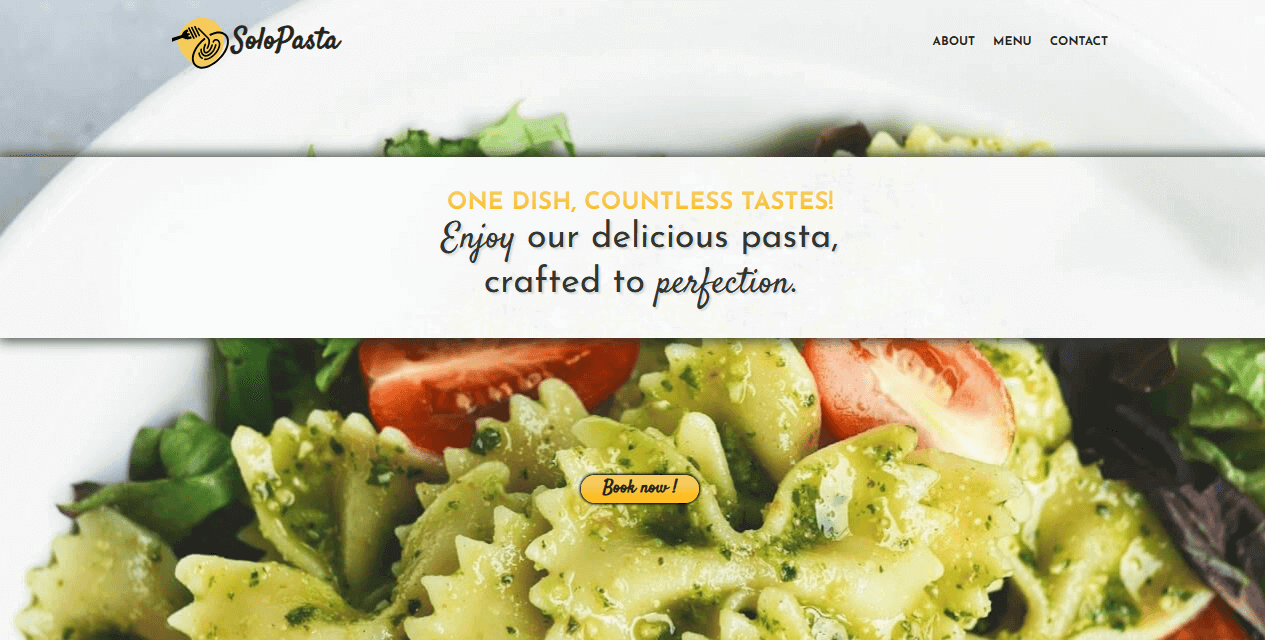 SoloPasta
ABOUT MENU CONTACT
ONE DISH, COUNTLESS TASTES!
Enjoy our delicious pasta,
crafted to perfection.
Book now !